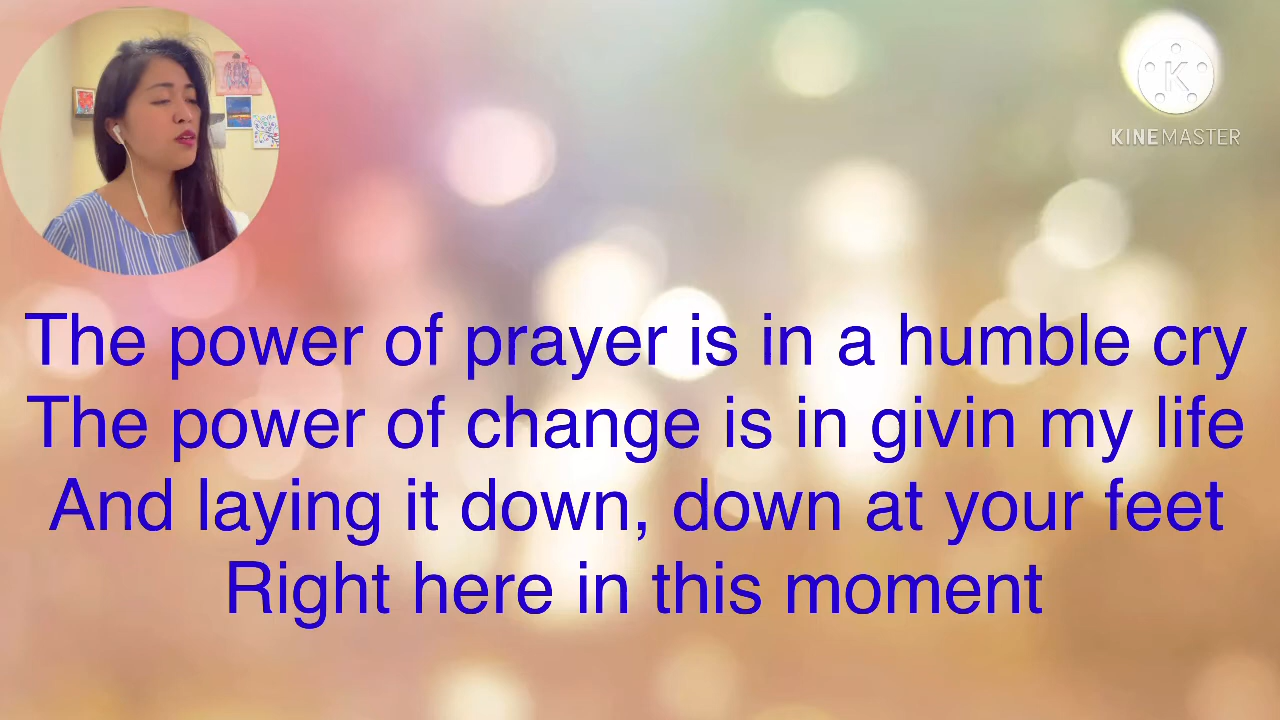 KINEMASTER
The power of prayer is in a humble cry
The power of change is in givin my life
And laying it down, down at your feet
Right here in this moment